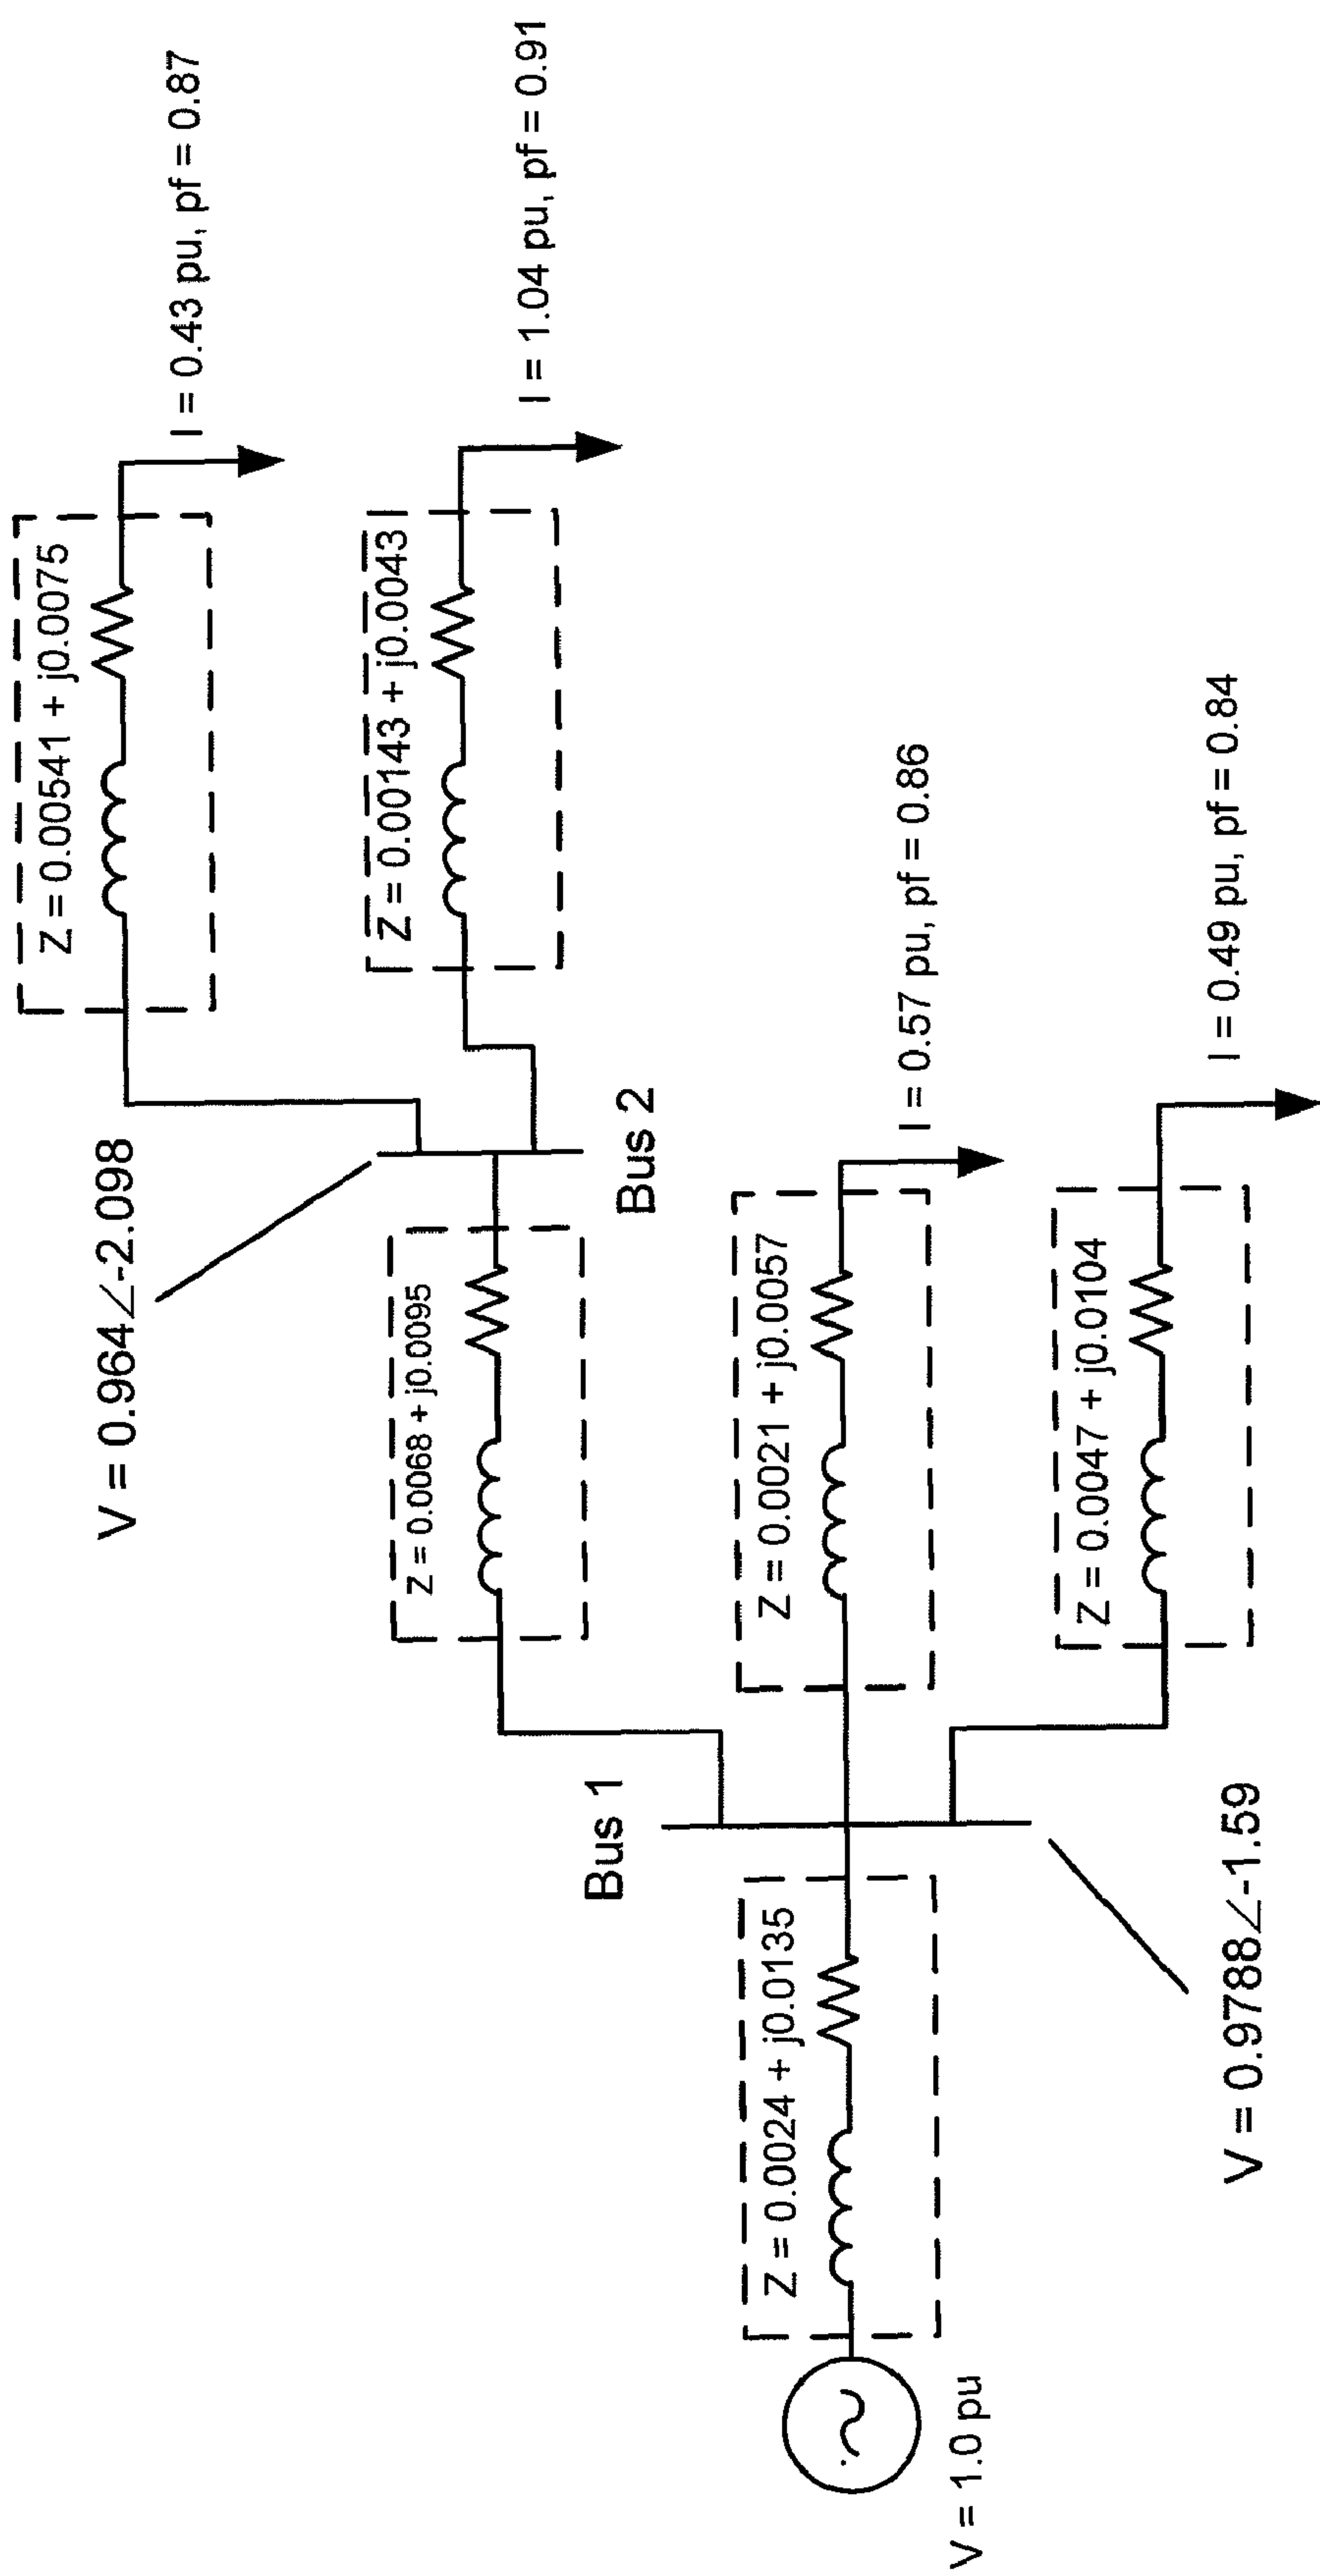 Z = 0.00541 + j0.0075
I = 0.43 pu, pf = 0.87
V = 0.964∠-2.098
Z = 0.00143 + j0.0043
I = 1.04 pu, pf = 0.91
Z = 0.0068 + j0.0095
Bus 2
Bus 1
Z = 0.0024 + j0.0135
Z = 0.0021 + j0.0057
I = 0.57 pu, pf = 0.86
V = 1.0 pu
Z = 0.0047 + j0.0104
I = 0.49 pu, pf = 0.84
V = 0.9788∠-1.59